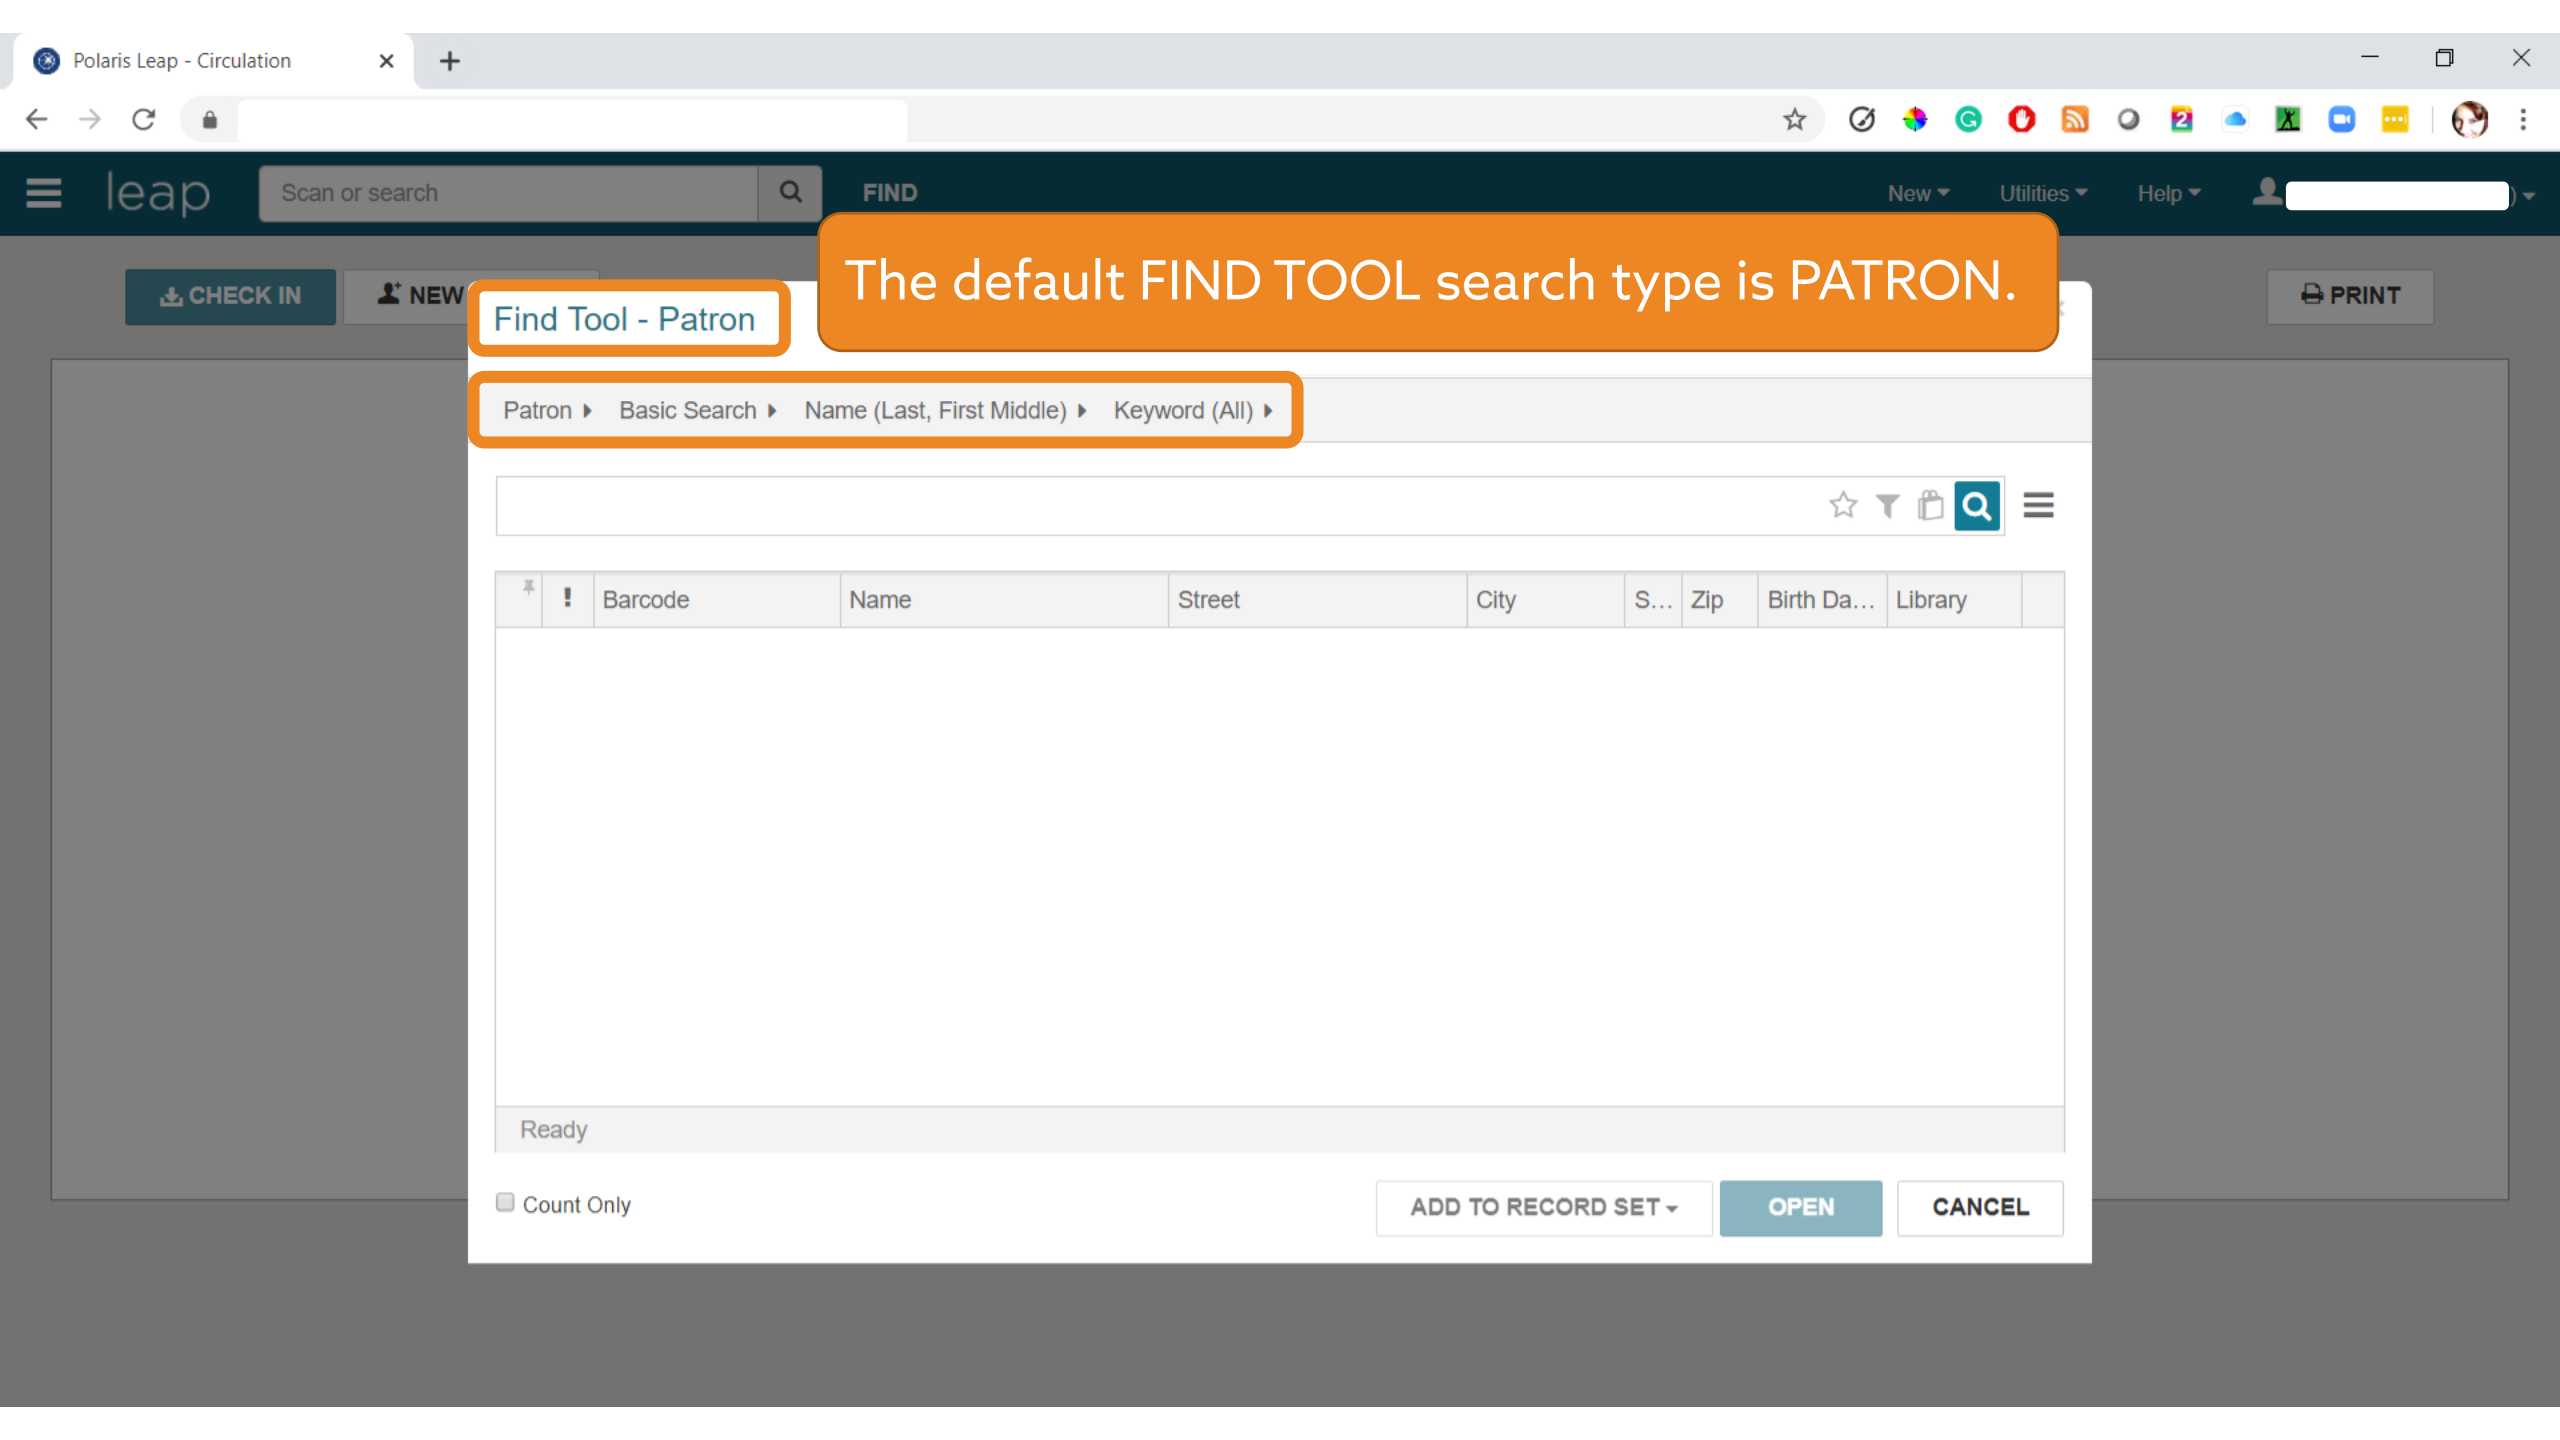 Polaris Leap - Circulation
leap
Scan or search
FIND
New
Utilities
Help
)
The default FIND TOOL search type is PATRON.
CHECK IN
NEW
PRINT
Find Tool - Patron
Patron Basic Search Name (Last, First Middle) Keyword (All)
! Barcode Name Street City S... Zip Birth Da... Library
Ready
Count Only
ADD TO RECORD SET
OPEN
CANCEL